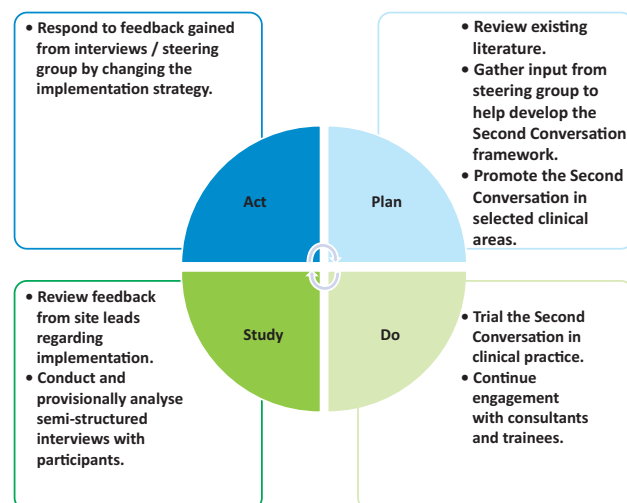 • Respond to feedback gained
from interviews / steering
group by changing the
implementation strategy.
• Review existing
literature.
• Gather input from
steering group to
help develop the
Second Conversation
framework.
• Promote the Second
Conversation in
selected clinical
areas.
Act
Plan
Study
Do
• Review feedback
from site leads
regarding
implementation.
• Conduct and
provisionally analyse
semi-structured
interviews with
participants.
• Trial the Second
Conversation in
clinical practice.
• Continue
engagement
with consultants
and trainees.